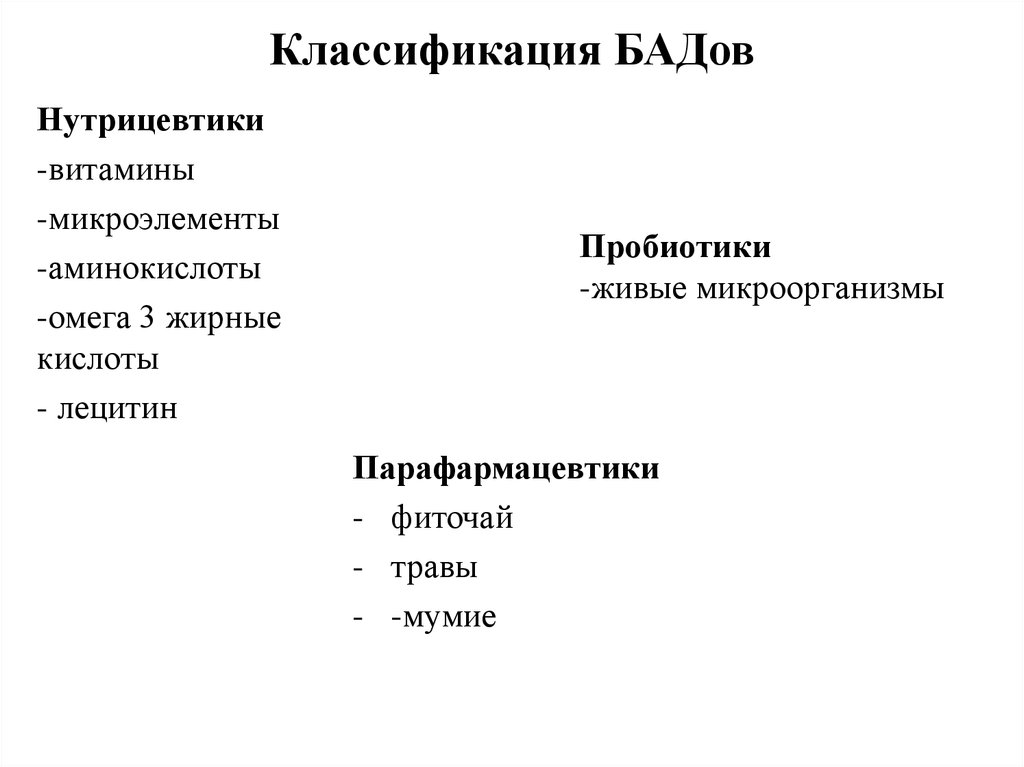 Классификация БАДов
Нутрицевтики
-витамины
-микроэлементы
-аминокислоты
-омега 3 жирные
кислоты
- лецитин
Пробиотики
-живые микроорганизмы
Парафармацевтики
- фиточай
- травы
- -мумие